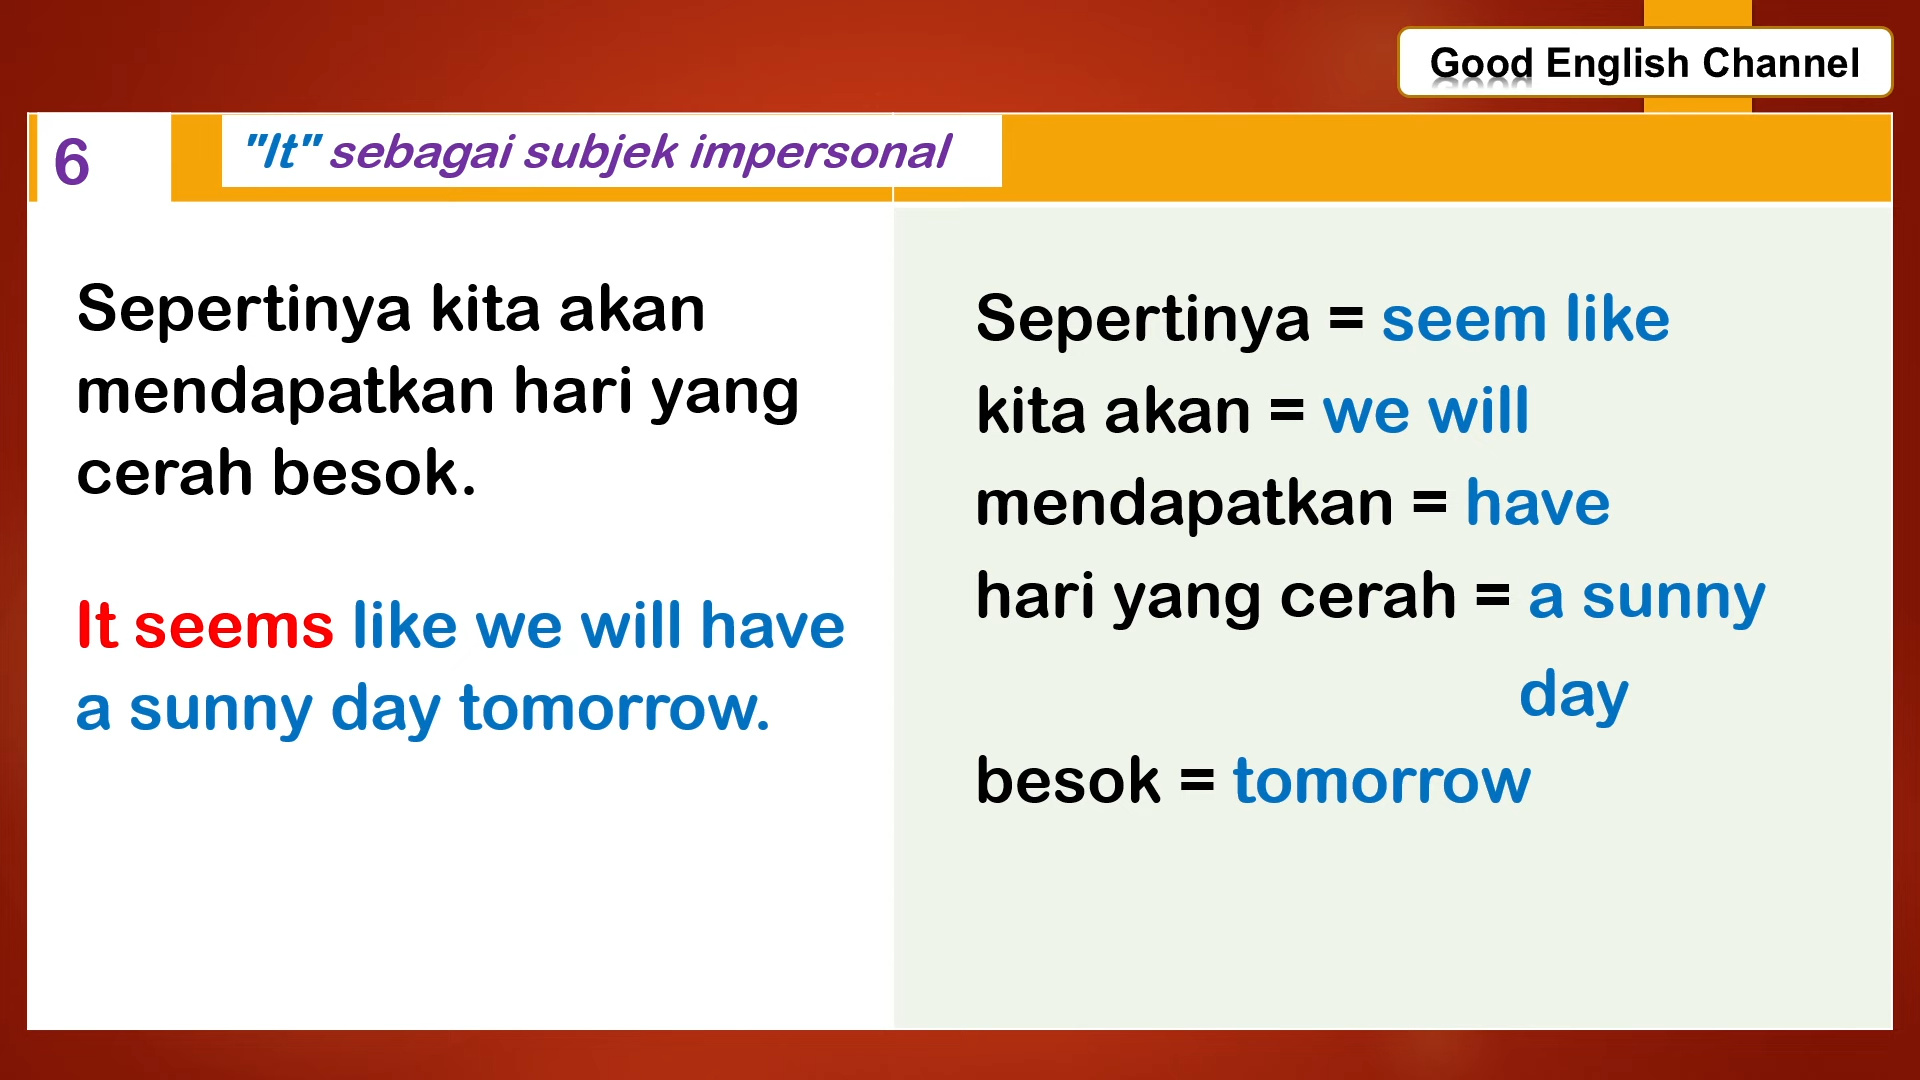 Good English Channel
6
"It" sebagai subjek impersonal
Sepertinya kita akan
mendapatkan hari yang
cerah besok.
It seems like we will have
a sunny day tomorrow.
Sepertinya = seem like
kita akan = we will
mendapatkan = have
hari yang cerah = a sunny
day
besok = tomorrow